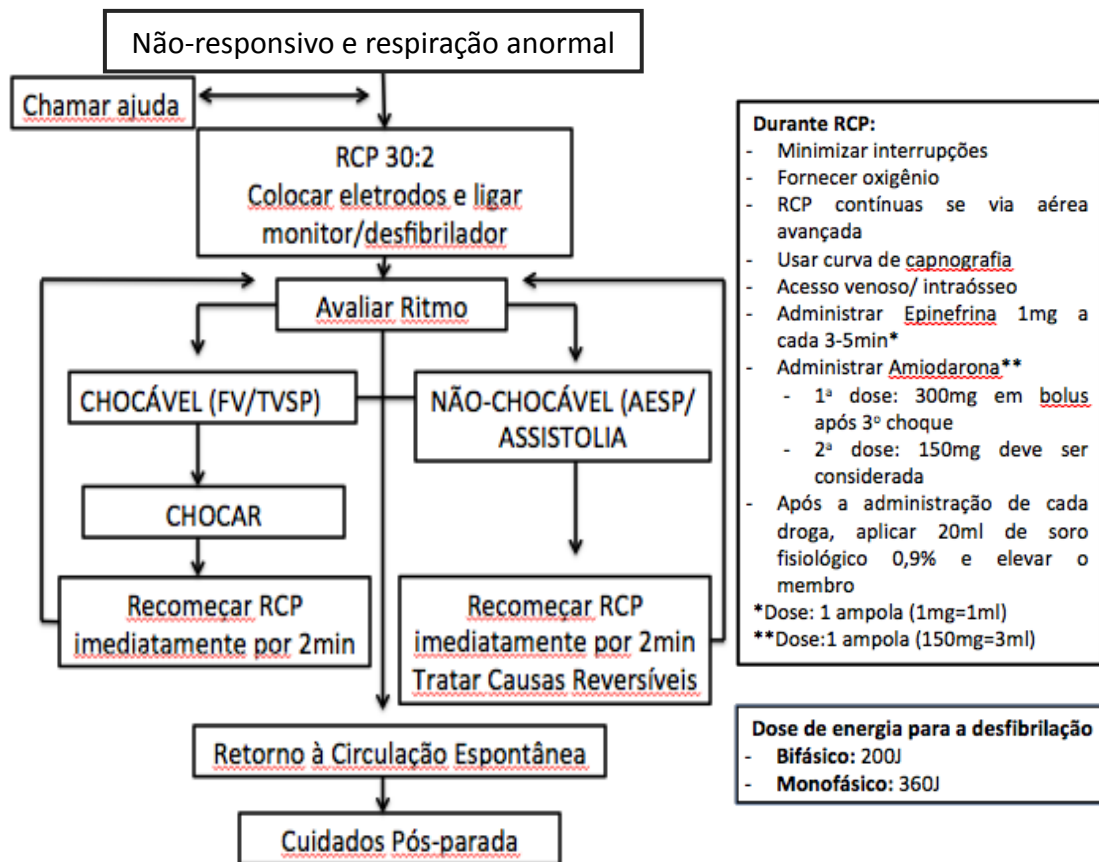 Não-responsivo e respiração anormal
Chamar ajuda
RCP 30:2
Colocar eletrodos e ligar
monitor/desfibrilador
Avaliar Ritmo
CHOCÁVEL (FV/TVSP)
NÃO-CHOCÁVEL (AESP/
ASSISTOLIA
CHOCAR
Recomeçar RCP
imediatamente por 2min
Recomeçar RCP
imediatamente por 2min
Tratar Causas Reversíveis
Retorno à Circulação Espontânea
Cuidados Pós-parada
Durante RCP:
- Minimizar interrupções
- Fornecer oxigênio
- RCP contínuas se via aérea
avançada
- Usar curva de capnografia
- Acesso venoso/ intraósseo
- Administrar Epinefrina 1mg a
cada 3-5min*
- Administrar Amiodarona**
- 1ª dose: 300mg em bolus
após 3º choque
- 2ª dose: 150mg deve ser
considerada
- Após a administração de cada
droga, aplicar 20ml de soro
fisiológico 0,9% e elevar o
membro
*Dose: 1 ampola (1mg=1ml)
**Dose:1 ampola (150mg=3ml)
Dose de energia para a desfibrilação
- Bifásico: 200J
- Monofásico: 360J